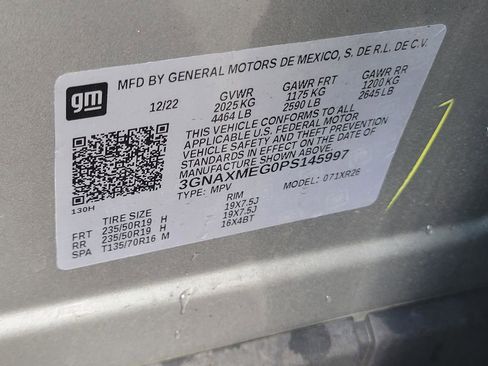 gm
MFD BY GENERAL MOTORS DE MEXICO, S. DE R.L. DE C.V.
12/22 GVWR GAWR FRT GAWR RR
2025 KG 1175 KG 1200 KG
4464 LB 2590 LB 2645 LB
THIS VEHICLE CONFORMS TO ALL
APPLICABLE U.S. FEDERAL MOTOR
VEHICLE SAFETY AND THEFT PREVENTION
STANDARDS IN EFFECT ON THE DATE
OF MANUFACTURE SHOWN ABOVE.
3GNAXMEG0PS145997
TYPE: MPV MODEL: 071XR26
130H
TIRE SIZE RIM
FRT 235/50R19 H 19X7.5J
RR 235/50R19 H 19X7.5J
SPA T135/70R16 M 16X4BT